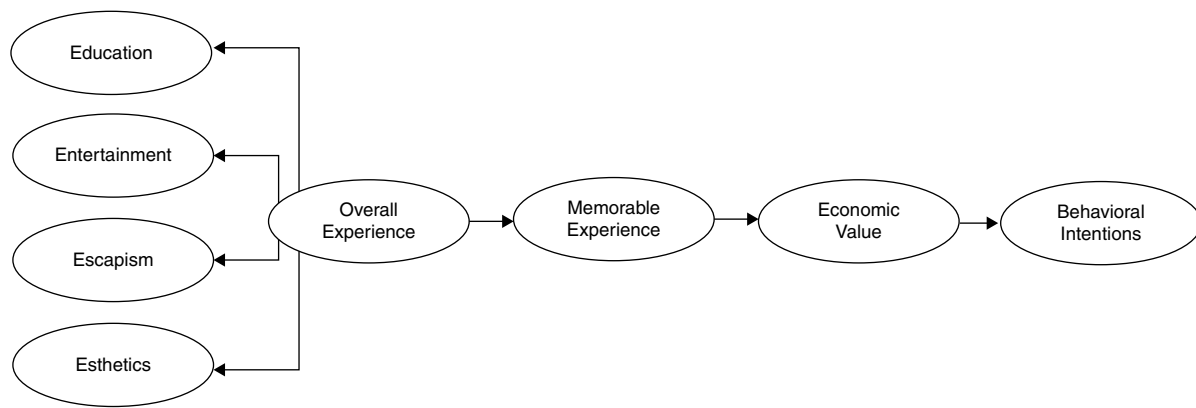 Education
Entertainment
Escapism
Esthetics
Overall
Experience
Memorable
Experience
Economic
Value
Behavioral
Intentions